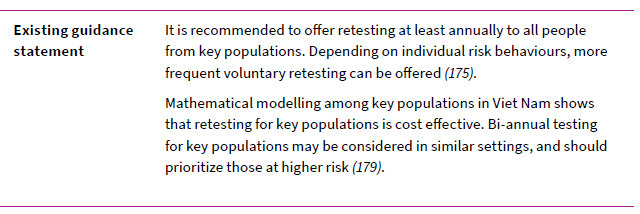 Existing guidance
statement
It is recommended to offer retesting at least annually to all people
from key populations. Depending on individual risk behaviours, more
frequent voluntary retesting can be offered (175).
Mathematical modelling among key populations in Viet Nam shows
that retesting for key populations is cost effective. Bi-annual testing
for key populations may be considered in similar settings, and should
prioritize those at higher risk (179).